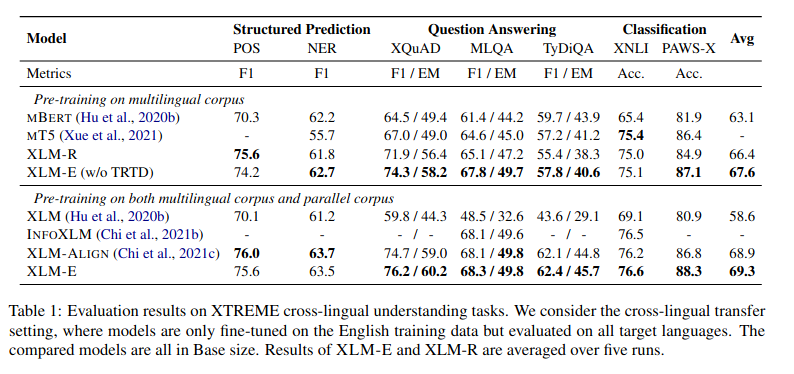 Model Structured Prediction Question Answering Classification Avg
POS NER XQuAD MLQA TyDiQA XNLI PAWS-X
Metrics F1 F1 F1 / EM F1 / EM F1 / EM Acc. Acc.
Pre-training on multilingual corpus
MBERT (Hu et al., 2020b) 70.3 62.2 64.5 / 49.4 61.4 / 44.2 59.7 / 43.9 65.4 81.9 63.1
MT5 (Xue et al., 2021) - 55.7 67.0 / 49.0 64.6 / 45.0 57.2 / 41.2 75.4 86.4 -
XLM-R 75.6 61.8 71.9 / 56.4 65.1 / 47.2 55.4 / 38.3 75.0 84.9 66.4
XLM-E (w/o TRTD) 74.2 62.7 74.3 / 58.2 67.8 / 49.7 57.8 / 40.6 75.1 87.1 67.6
Pre-training on both multilingual corpus and parallel corpus
XLM (Hu et al., 2020b) 70.1 61.2 59.8 / 44.3 48.5 / 32.6 43.6 / 29.1 69.1 80.9 58.6
INFOXLM (Chi et al., 2021b) - - - / - 68.1 / 49.6 - / - 76.5 - -
XLM-ALIGN (Chi et al., 2021c) 76.0 63.7 74.7 / 59.0 68.1 / 49.8 62.1 / 44.8 76.2 86.8 68.9
XLM-E 75.6 63.5 76.2 / 60.2 68.3 / 49.8 62.4 / 45.7 76.6 88.3 69.3
Table 1: Evaluation results on XTREME cross-lingual understanding tasks. We consider the cross-lingual transfer
setting, where models are only fine-tuned on the English training data but evaluated on all target languages. The
compared models are all in Base size. Results of XLM-E and XLM-R are averaged over five runs.